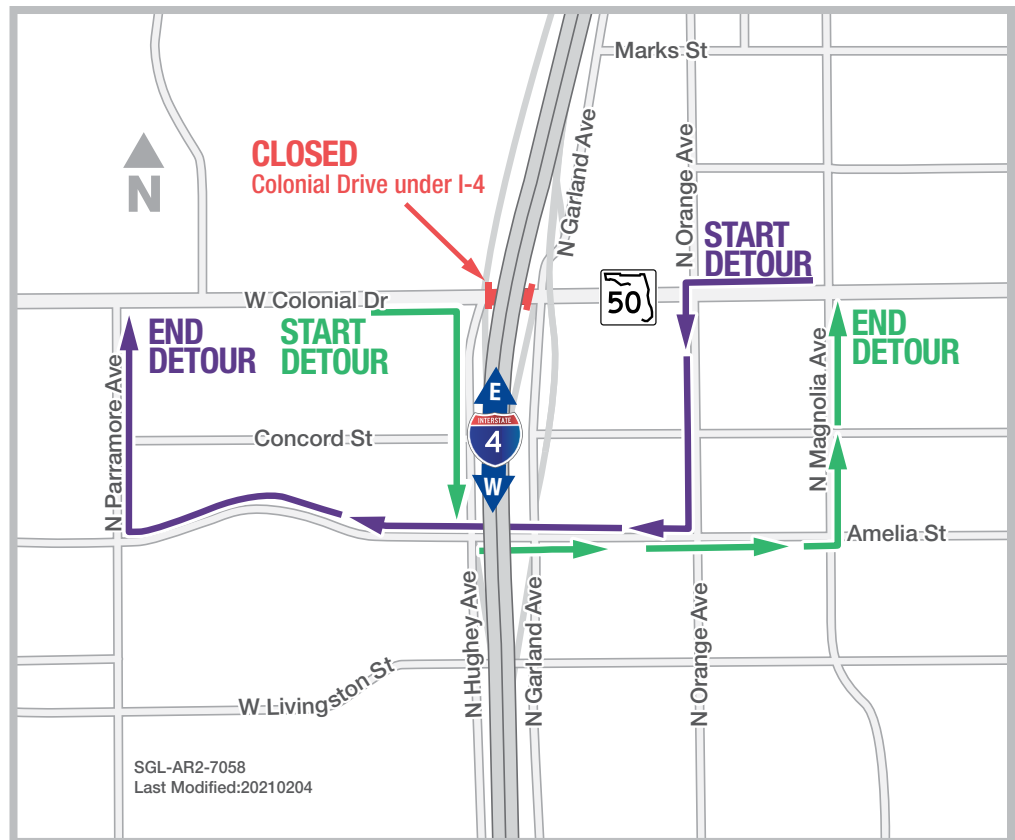 Marks St
CLOSED
Colonial Drive under I-4
N
N Garland Ave
N Orange Ave
START
DETOUR
50
W Colonial Dr
END
DETOUR
START
DETOUR
END
DETOUR
N Parramore Ave
N Magnolia Ave
E
INTERSTATE
4
W
Concord St
Amelia St
N Hughey Ave
N Garland Ave
N Orange Ave
W Livingston St
SGL-AR2-7058
Last Modified:20210204